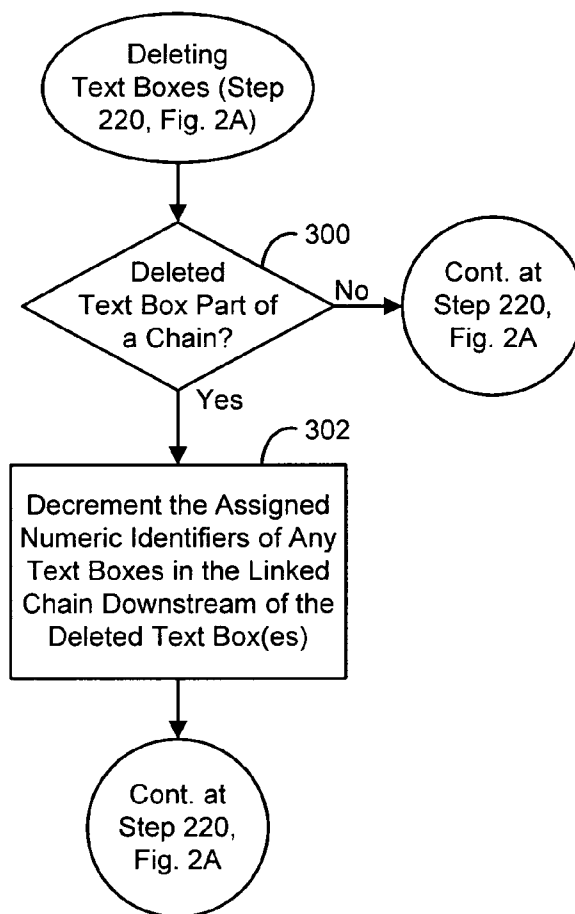 Deleting
Text Boxes (Step
220, Fig. 2A)
300
Deleted
Text Box Part of
a Chain?
No
Cont. at
Step 220,
Fig. 2A
Yes
302
Decrement the Assigned
Numeric Identifiers of Any
Text Boxes in the Linked
Chain Downstream of the
Deleted Text Box(es)
Cont. at
Step 220,
Fig. 2A